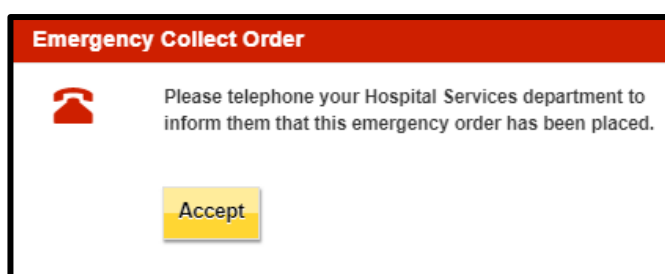 Emergency Collect Order
Please telephone your Hospital Services department to
inform them that this emergency order has been placed.
Accept